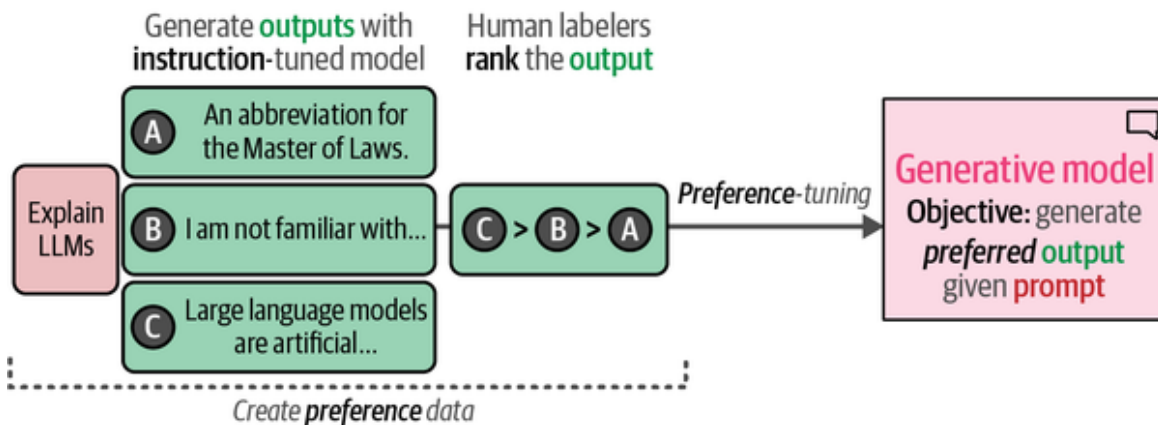 Generate outputs with
instruction-tuned model
Human labelers
rank the output
Explain
LLMs
A
An abbreviation for
the Master of Laws.
B
I am not familiar with...
C
Large language models
are artificial...
C > B > A
Preference-tuning
Generative model
Objective: generate
preferred output
given prompt
Create preference data